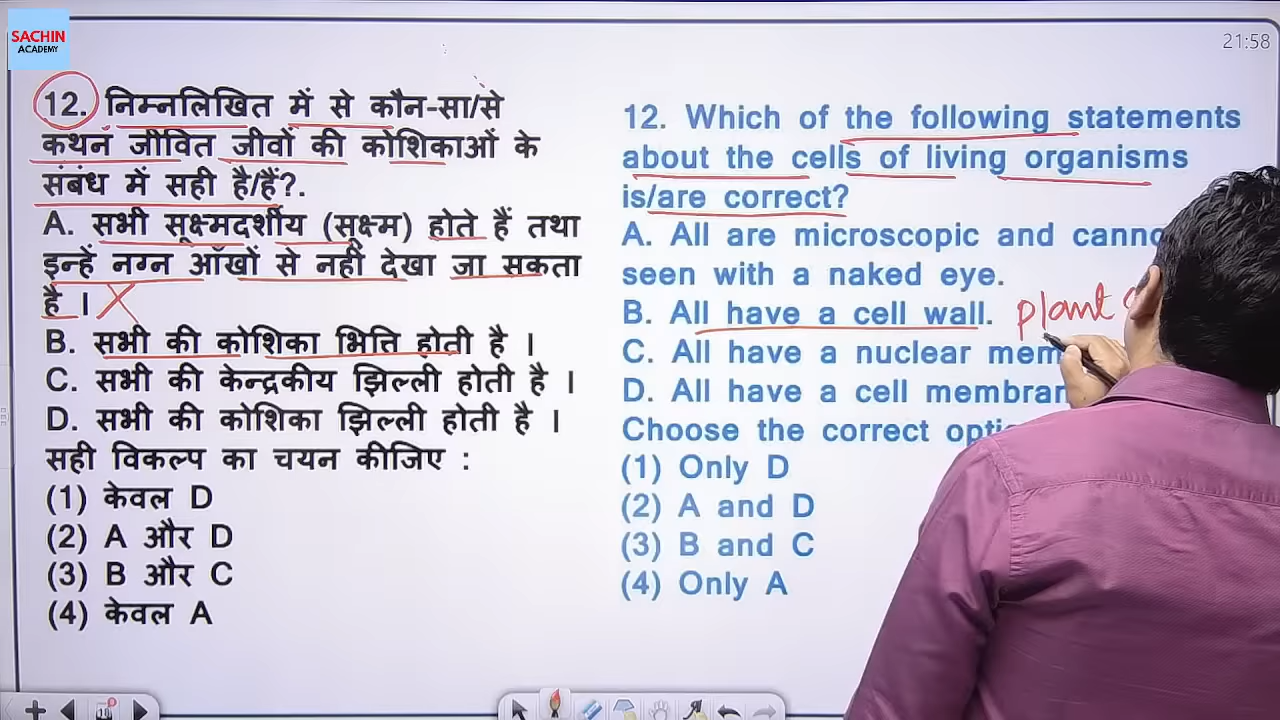 SACHIN
ACADEMY
21:58
12. निम्नलिखित में से कौन-सा/से
कथन जीवित जीवों की कोशिकाओं के
संबंध में सही है/हैं?.
A. सभी सूक्ष्मदर्शीय (सूक्ष्म) होते हैं तथा
इन्हें नग्न आँखों से नही देखा जा सकता
है । X
B. सभी की कोशिका भित्ति होती है ।
C. सभी की केन्द्रकीय झिल्ली होती है ।
D. सभी की कोशिका झिल्ली होती है ।
सही विकल्प का चयन कीजिए :
(1) केवल D
(2) A और D
(3) B और C
(4) केवल A
12. Which of the following statements
about the cells of living organisms
is/are correct?
A. All are microscopic and
seen with a naked eye.
B. All have a cell wall. plant
C. All have a nuclear
D. All have a cell
Choose the correct
(1) Only D
(2) A and D
(3) B and C
(4) Only A